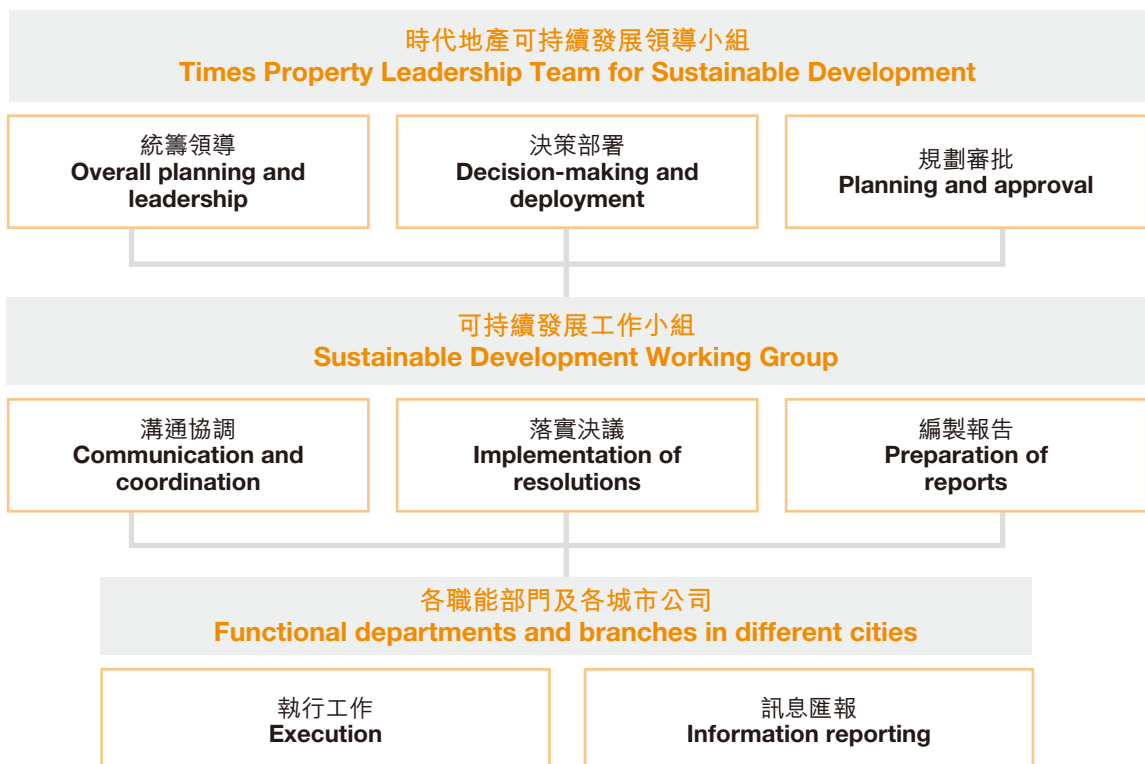 時代地產可持續發展領導小組
Times Property Leadership Team for Sustainable Development
統籌領導
Overall planning and
leadership
決策部署
Decision-making and
deployment
規劃審批
Planning and approval
可持續發展工作小組
Sustainable Development Working Group
溝通協調
Communication and
coordination
落實決議
Implementation of
resolutions
編製報告
Preparation of
reports
各職能部門及各城市公司
Functional departments and branches in different cities
執行工作
Execution
訊息匯報
Information reporting